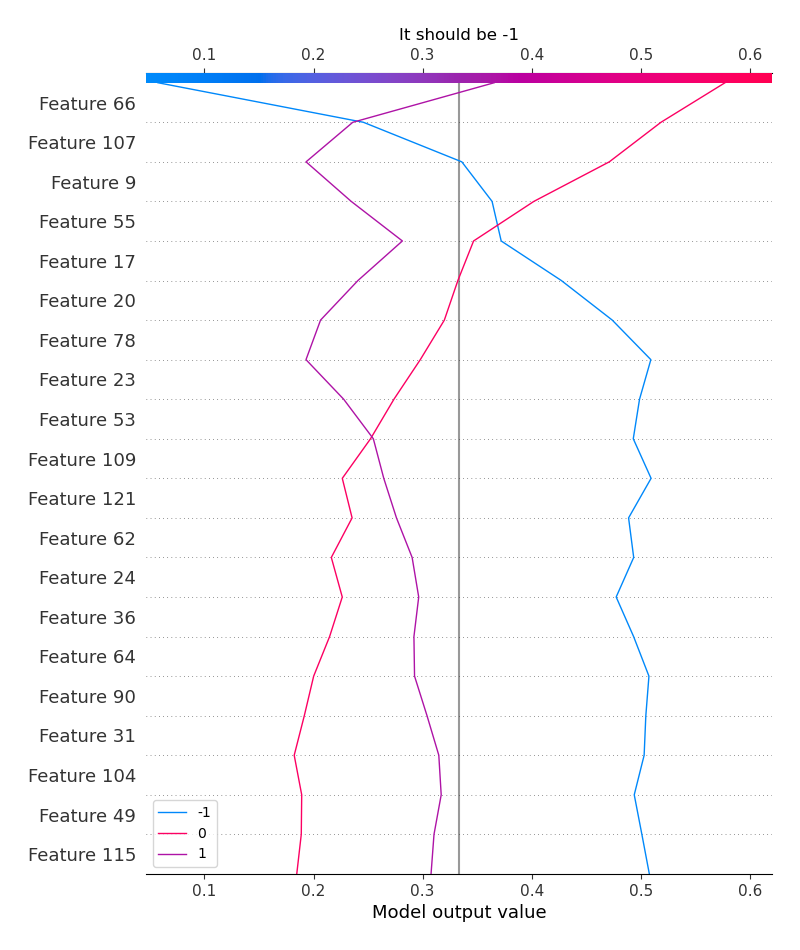 It should be -1
0.1 0.2 0.3 0.4 0.5 0.6
Feature 66
Feature 107
Feature 9
Feature 55
Feature 17
Feature 20
Feature 78
Feature 23
Feature 53
Feature 109
Feature 121
Feature 62
Feature 24
Feature 36
Feature 64
Feature 90
Feature 31
Feature 104
Feature 49
Feature 115
-1
0
1
0.1 0.2 0.3 0.4 0.5 0.6
Model output value